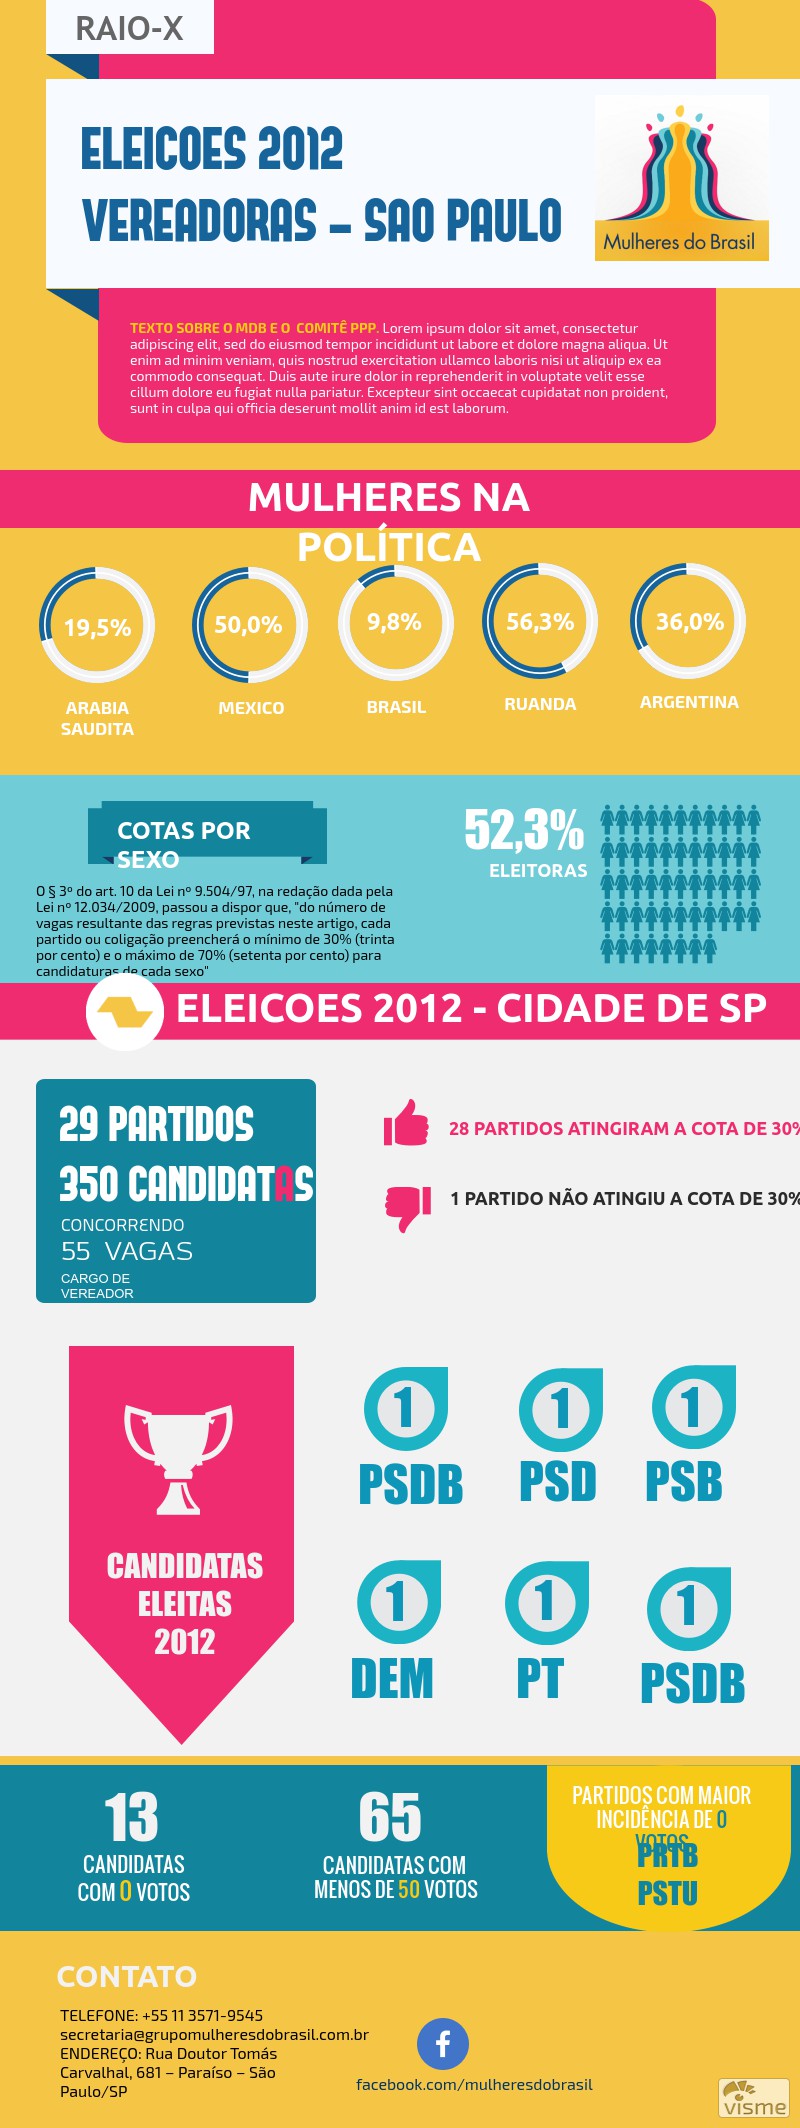 RAIO-X
ELEICOES 2012
VEREADORAS – SAO PAULO
Mulheres do Brasil
TEXTO SOBRE O MDB E O COMITÊ PPP. Lorem ipsum dolor sit amet, consectetur
adipiscing elit, sed do eiusmod tempor incididunt ut labore et dolore magna aliqua. Ut
enim ad minim veniam, quis nostrud exercitation ullamco laboris nisi ut aliquip ex ea
commodo consequat. Duis aute irure dolor in reprehenderit in voluptate velit esse
cillum dolore eu fugiat nulla pariatur. Excepteur sint occaecat cupidatat non proident,
sunt in culpa qui officia deserunt mollit anim id est laborum.
MULHERES NA
POLÍTICA
19,5%
50,0%
9,8%
56,3%
36,0%
ARABIA
SAUDITA
MEXICO
BRASIL
RUANDA
ARGENTINA
COTAS POR
SEXO
52,3%
ELEITORAS
O § 3º do art. 10 da Lei nº 9.504/97, na redação dada pela
Lei nº 12.034/2009, passou a dispor que, "do número de
vagas resultante das regras previstas neste artigo, cada
partido ou coligação preencherá o mínimo de 30% (trinta
por cento) e o máximo de 70% (setenta por cento) para
candidaturas de cada sexo"
ELEICOES 2012 - CIDADE DE SP
29 PARTIDOS
350 CANDIDATAS
CONCORRENDO
55 VAGAS
CARGO DE
VEREADOR
28 PARTIDOS ATINGIRAM A COTA DE 30%
1 PARTIDO NÃO ATINGIU A COTA DE 30%
CANDIDATAS
ELEITAS
2012
1
PSDB
1
PSD
1
PSB
1
DEM
1
PT
1
PSDB
13
CANDIDATAS
COM 0 VOTOS
65
CANDIDATAS COM
MENOS DE 50 VOTOS
PARTIDOS COM MAIOR
INCIDÊNCIA DE 0
VOTOS
PRTB
PSTU
CONTATO
TELEFONE: +55 11 3571-9545
secretaria@grupomulheresdobrasil.com.br
ENDEREÇO: Rua Doutor Tomás
Carvalhal, 681 – Paraíso – São
Paulo/SP
f
facebook.com/mulheresdobrasil
visme